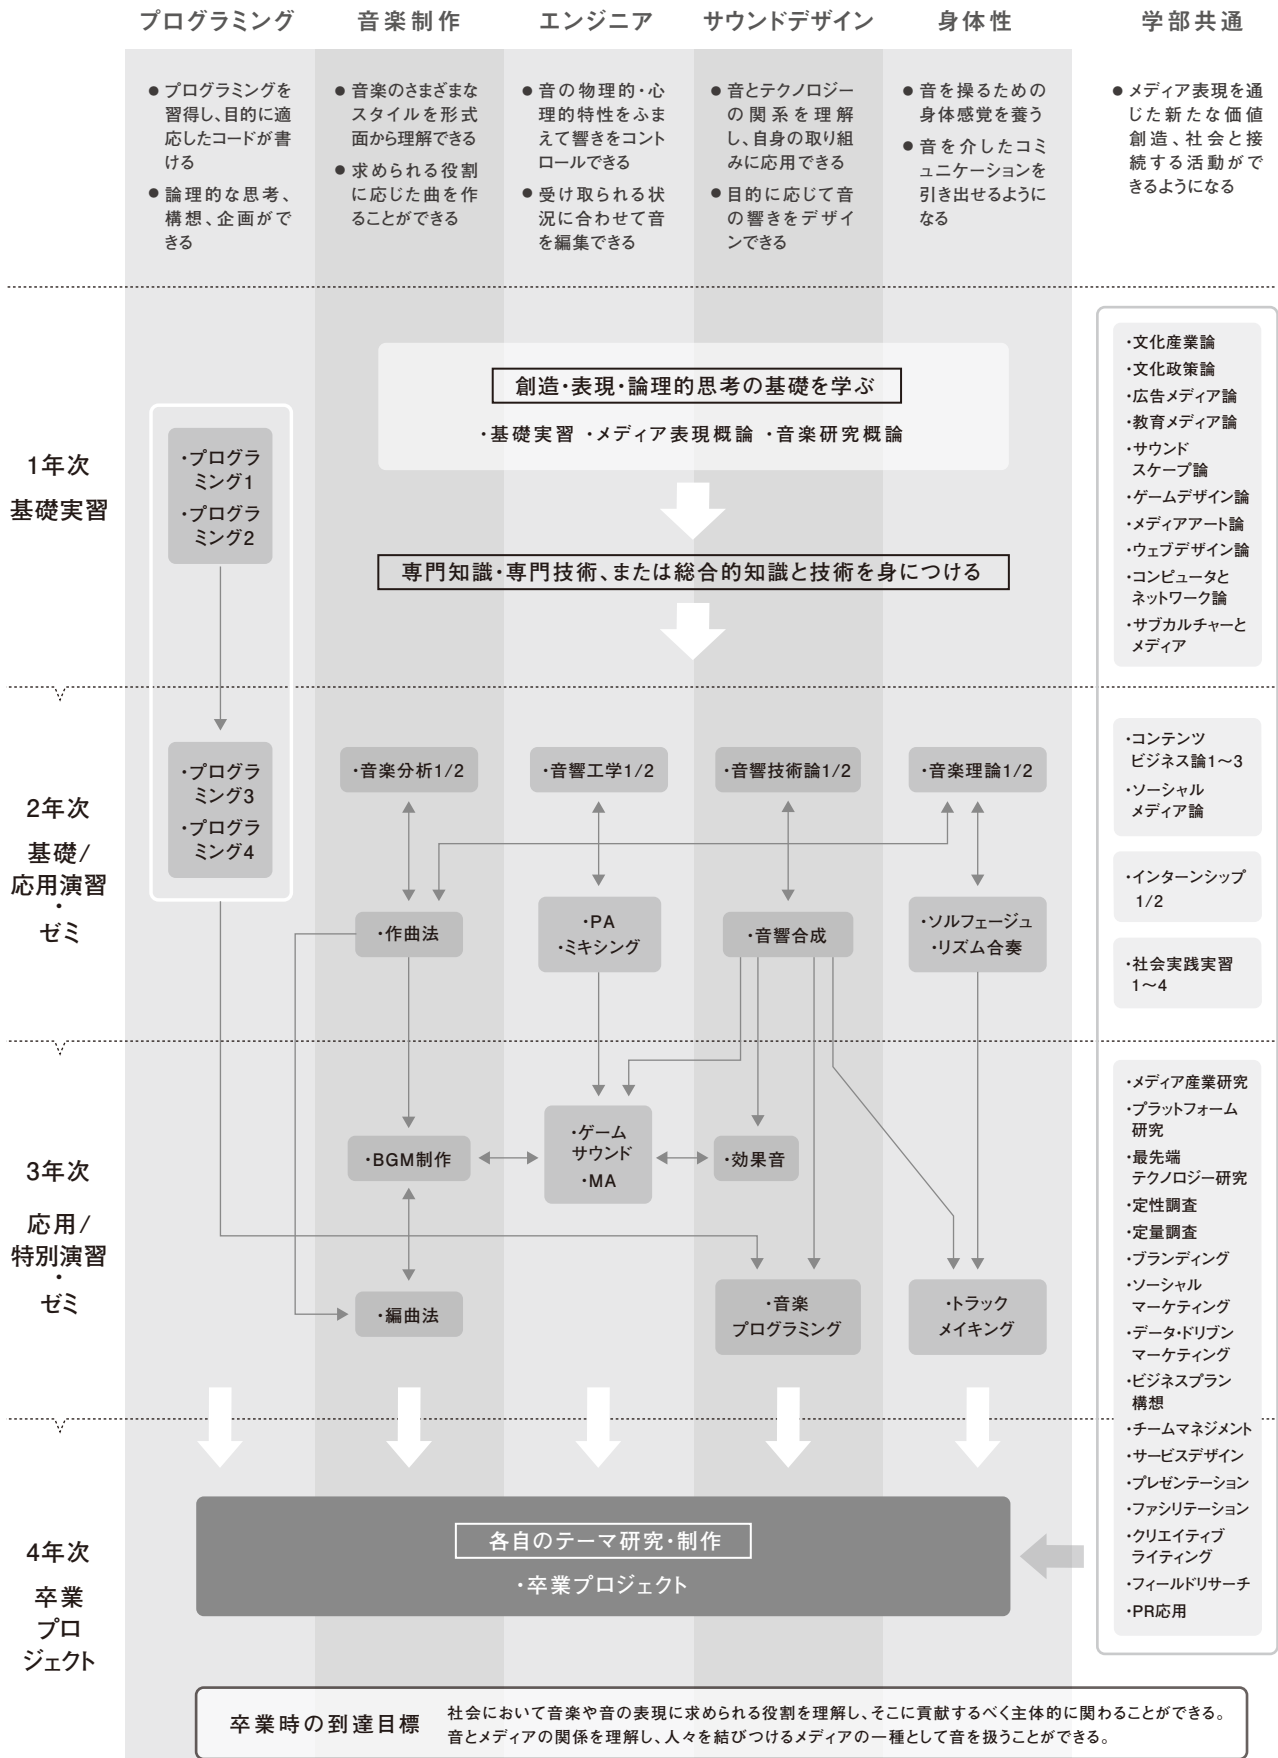 プログラミング
音楽制作
エンジニア
サウンドデザイン
身体性
学部共通
● プログラミングを
習得し、目的に適
応したコードが書
ける
● 論理的な思考、
構想、企画がで
きる
● 音楽のさまざまな
スタイルを形式
面から理解できる
● 求められる役割
に応じた曲を作
ることができる
● 音の物理的・心
理的特性をふま
えて響きをコント
ロールできる
● 受け取られる状
況に合わせて音
を編集できる
● 音とテクノロジー
の関係を理解
し、自身の取り組
みに応用できる
● 目的に応じて音
の響きをデザイ
ンできる
● 音を操るための
身体感覚を養う
● 音を介したコミ
ュニケーションを
引き出せるように
なる
● メディア表現を通
じた新たな価値
創造、社会と接
続する活動がで
きるようになる
1年次
基礎実習
・プログラ
ミング1
・プログラ
ミング2
創造・表現・論理的思考の基礎を学ぶ
・基礎実習 ・メディア表現概論 ・音楽研究概論
専門知識・専門技術、または総合的知識と技術を身につける
・文化産業論
・文化政策論
・広告メディア論
・教育メディア論
・サウンド
スケープ論
・ゲームデザイン論
・メディアアート論
・ウェブデザイン論
・コンピュータと
ネットワーク論
・サブカルチャーと
メディア
2年次
基礎/
応用演習
・
ゼミ
・プログラ
ミング3
・プログラ
ミング4
・音楽分析1/2
・音響工学1/2
・音響技術論1/2
・音楽理論1/2
・作曲法
・PA
・ミキシング
・音響合成
・ソルフェージュ
・リズム合奏
・コンテンツ
ビジネス論1〜3
・ソーシャル
メディア論
・インターンシップ
1/2
・社会実践実習
1〜4
3年次
応用/
特別演習
・
ゼミ
・BGM制作
・ゲーム
サウンド
・MA
・効果音
・編曲法
・音楽
プログラミング
・トラック
メイキング
・メディア産業研究
・プラットフォーム
研究
・最先端
テクノロジー研究
・定性調査
・定量調査
・ブランディング
・ソーシャル
マーケティング
・データ・ドリブン
マーケティング
・ビジネスプラン
構想
・チームマネジメント
・サービスデザイン
・プレゼンテーション
・ファシリテーション
・クリエイティブ
ライティング
・フィールドリサーチ
・PR応用
4年次
卒業
プロ
ジェクト
各自のテーマ研究・制作
・卒業プロジェクト
卒業時の到達目標
社会において音楽や音の表現に求められる役割を理解し、そこに貢献するべく主体的に関わることができる。
音とメディアの関係を理解し、人々を結びつけるメディアの一種として音を扱うことができる。